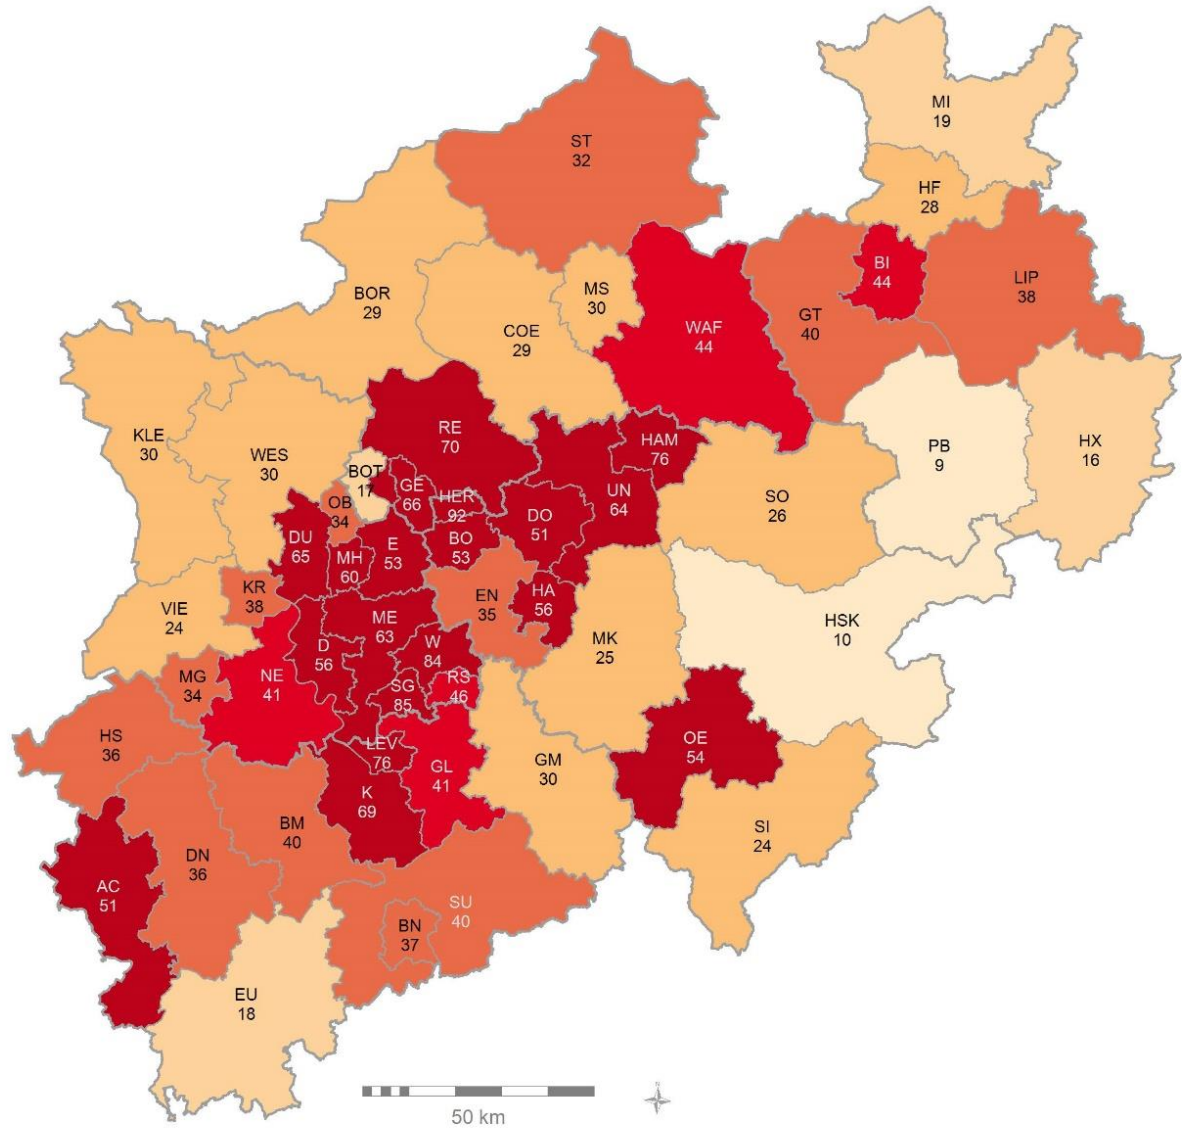 MI
19
ST
32
HF
28
BI
44
LIP
38
MS
30
BOR
29
GT
40
WAF
44
COE
29
RE
70
KLE
30
HAM
76
HX
16
PB
9
WES
30
BOT
17
GE
66
UN
64
SO
26
HER
92
OB
34
DO
51
DU
65
E
53
BO
53
MH
60
KR
38
HA
56
EN
35
VIE
24
ME
63
HSK
10
MK
25
D
56
W
84
NE
41
MG
34
RS
46
SG
85
HS
36
OE
54
LEV
76
GM
30
GL
41
K
69
BM
40
SI
24
DN
36
AC
51
SU
40
BN
37
EU
18
50 km